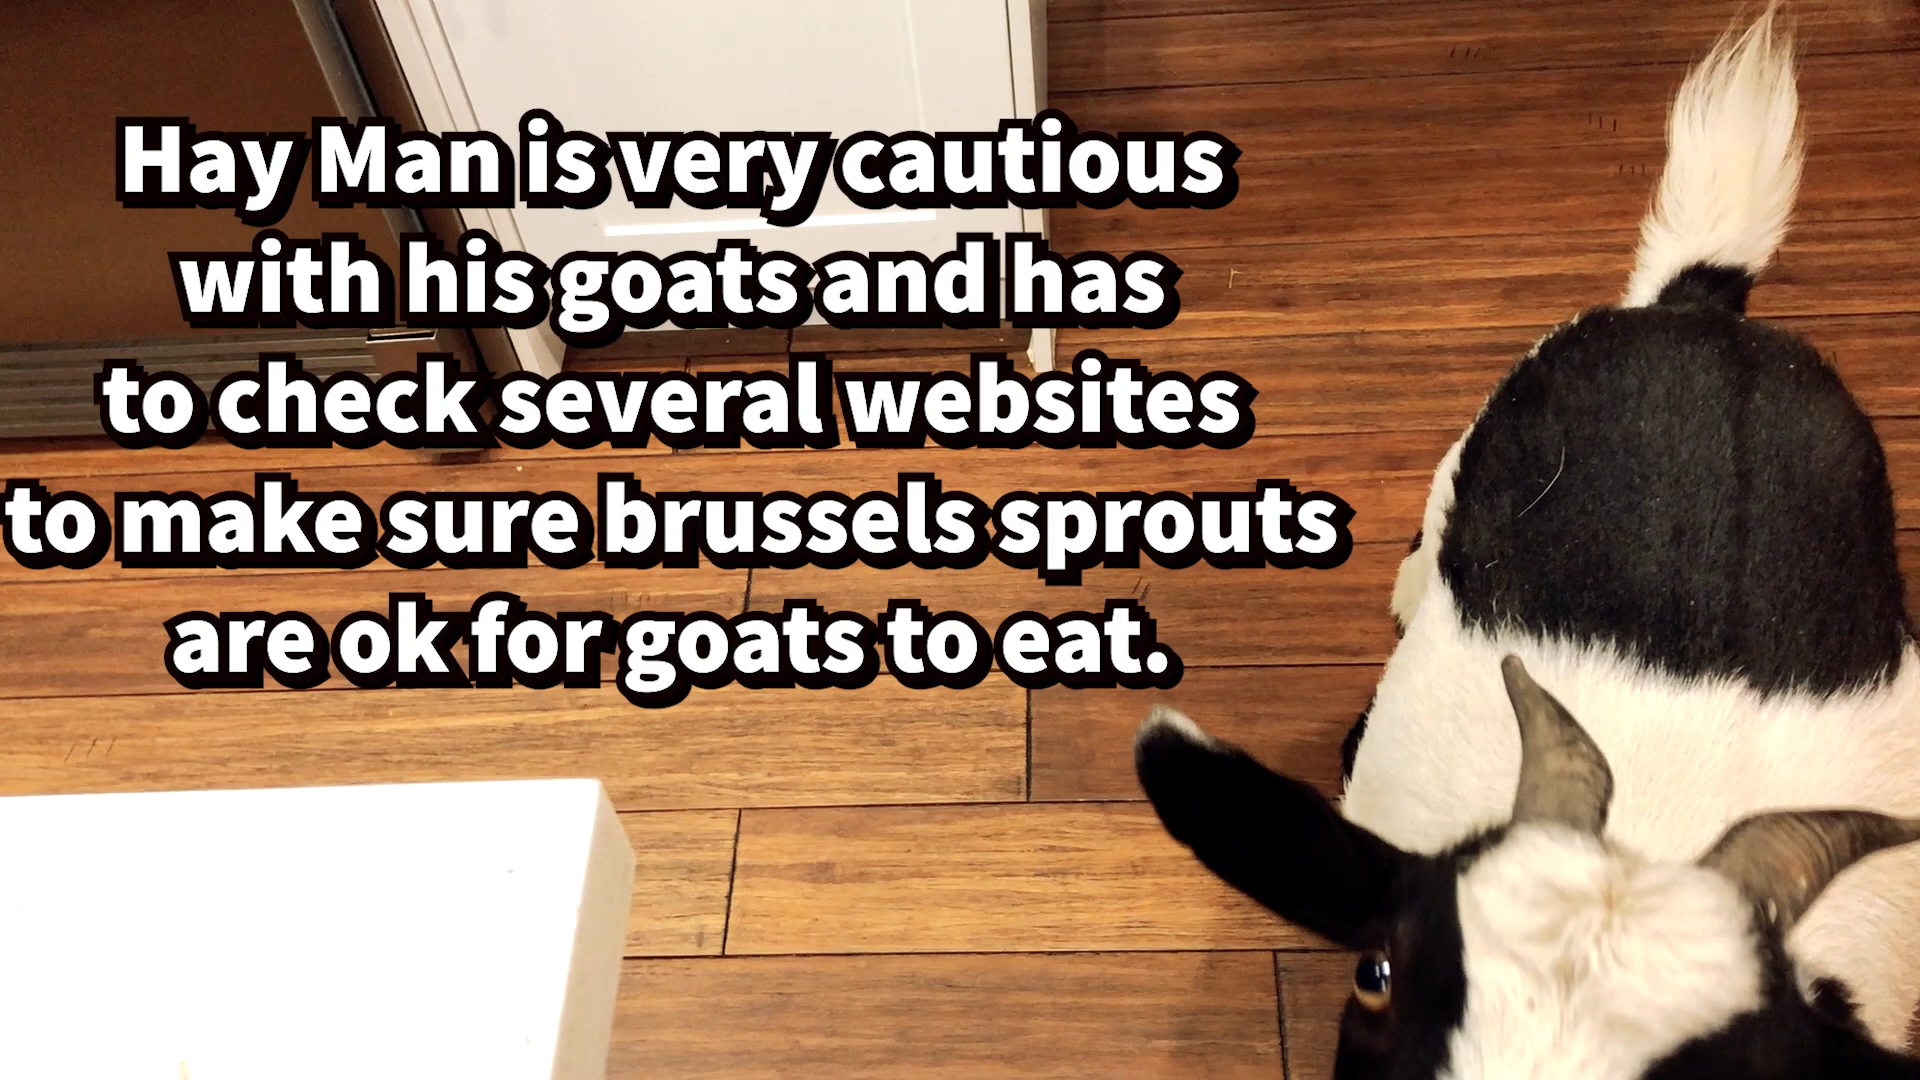 Hay Man is very cautious
with his goats and has
to check several websites
to make sure brussels sprouts
are ok for goats to eat.